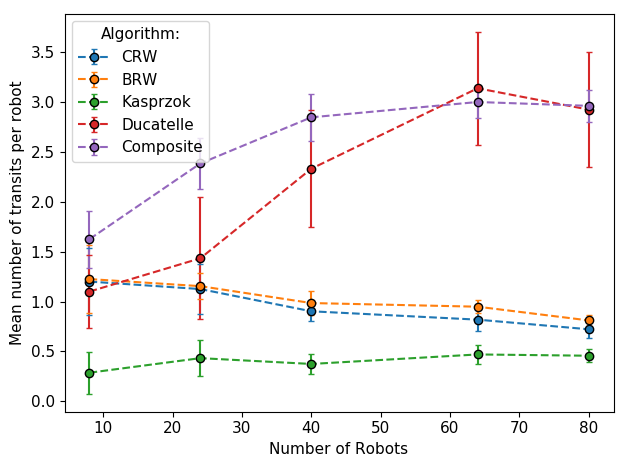 Algorithm:
CRW
BRW
Kasprzok
Ducatelle
Composite
Mean number of transits per robot
3.5
3.0
2.5
2.0
1.5
1.0
0.5
0.0
10 20 30 40 50 60 70 80
Number of Robots